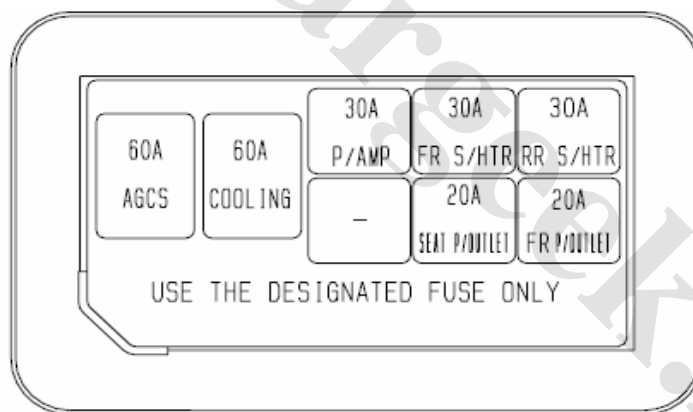 60A
AGCS
60A
COOLING
30A
P/AMP
30A
FR S/HTR
30A
RR S/HTR
-
20A
SEAT P/OUTLET
20A
FR P/OUTLET
USE THE DESIGNATED FUSE ONLY